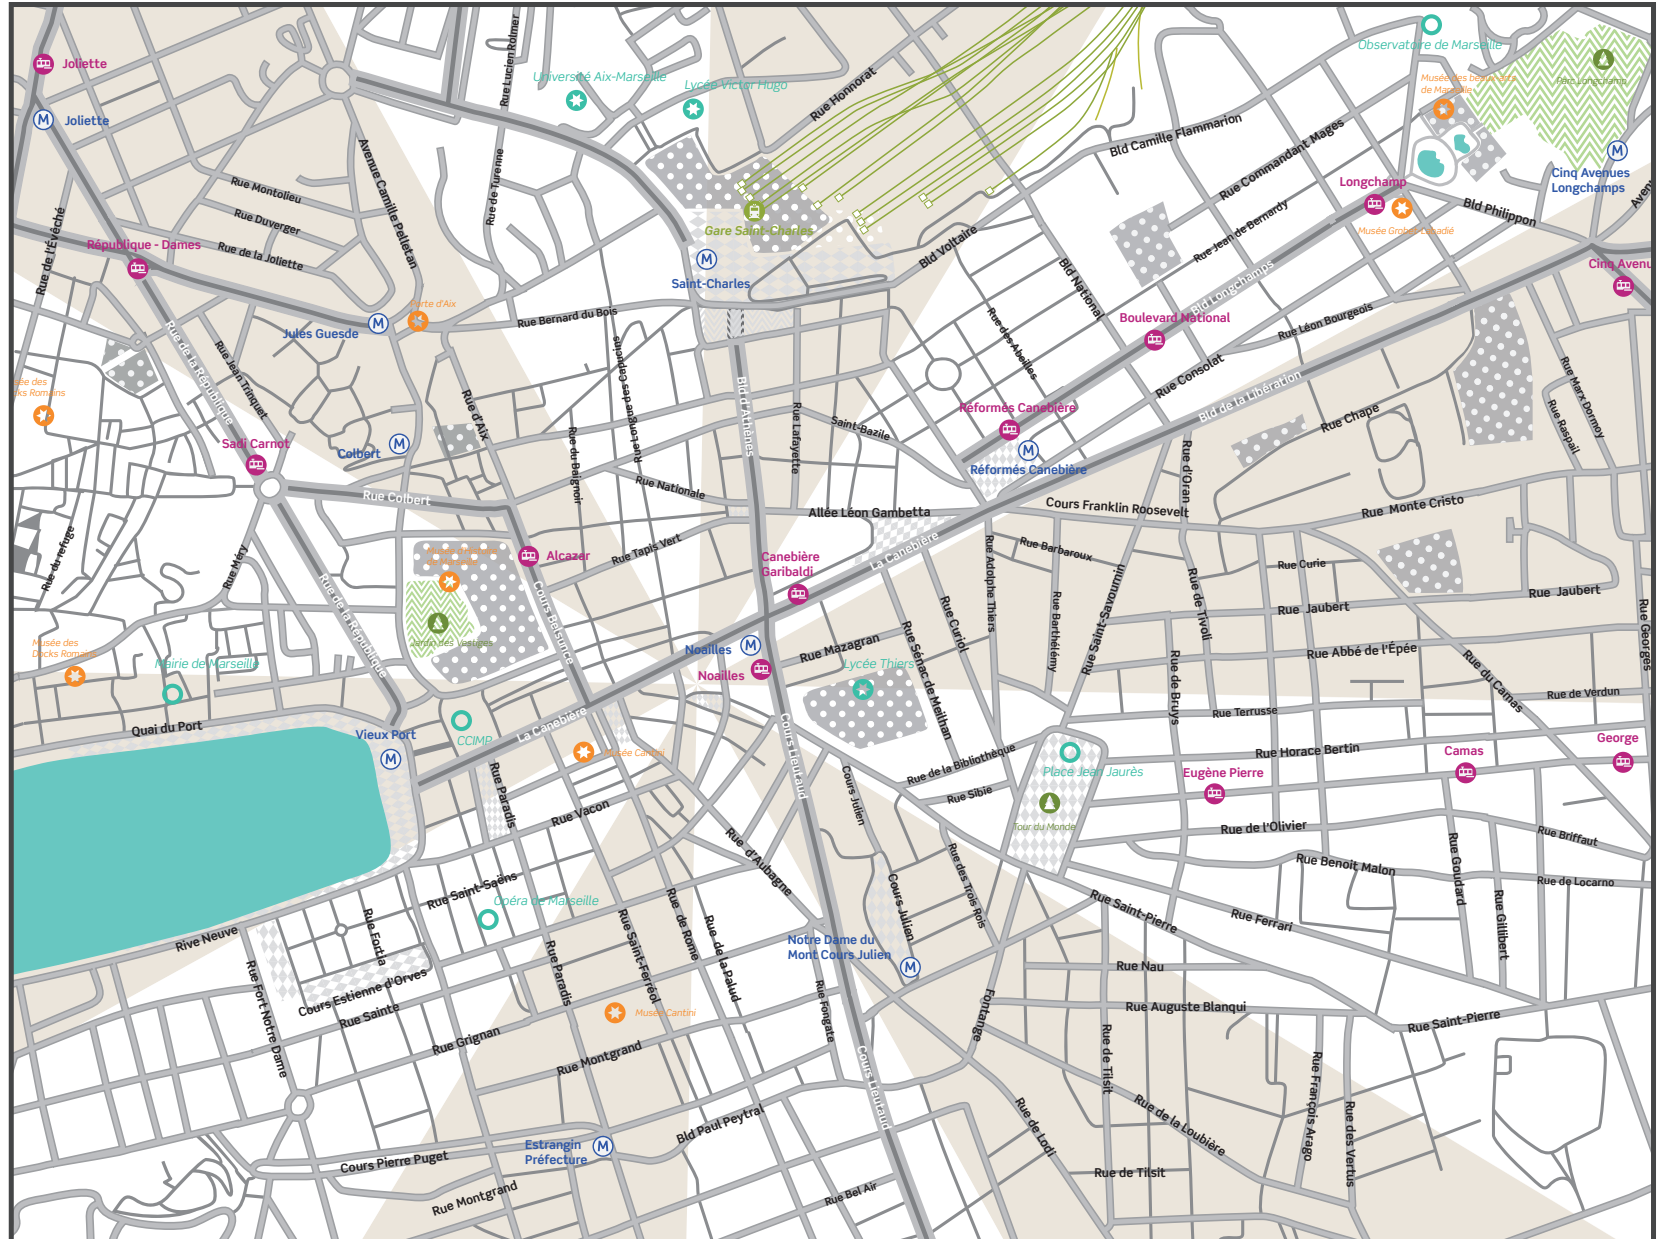 Joliette
Joliette
Rue Lucien Rolmer
Université Aix-Marseille
Lycée Victor Hugo
Rue Honnorat
Observatoire de Marseille
Musée des beaux-arts
de Marseille
Parc Longchamp
Bld Camille Flammarion
Rue Commandant Mages
Cinq Avenues
Longchamps
Longchamp
Bld Philippon
Musée Grobet-Labadié
Rue Jean de Bernardy
Bld Longchamps
Avenue Camille Pelletan
Rue de Turenne
Rue Montolieu
Rue Duverger
Rue de la Joliette
Rue de l'Évêché
République - Dames
Gare Saint-Charles
Saint-Charles
Bld Voltaire
Bld National
Boulevard National
Rue Léon Bourgeois
Porte d'Aix
Jules Guesde
Rue Bernard du Bois
Rue Longue des Capucins
Rue des Abeilles
Rue Consolat
Bld de la Libération
Rue Chape
Rue Marx Dormoy
Rue Raspail
Rue de la République
Rue Jean Trinquet
Rue d'Aix
Bld d'Athènes
Rue Lafayette
Saint-Bazile
Réformés Canebière
Réformés Canebière
Rue d'Oran
Sadi Carnot
Colbert
Rue Colbert
Rue du Baignoir
Rue Nationale
Allée Léon Gambetta
Cours Franklin Roosevelt
Rue Monte Cristo
Rue du refuge
Rue Méry
Alcazar
Rue Tapis Vert
Canebière
Garibaldi
La Canebière
Rue Adolphe Thiers
Rue Barbaroux
Rue Barthélémy
Rue Saint-Savournin
Rue de Tivoli
Rue Curie
Rue Jaubert
Rue Jaubert
Rue Georges
Jardin des Vestiges
Cours Belsunce
Rue de la République
Musée des
Docks Romains
Mairie de Marseille
Noailles
Noailles
Rue Mazagran
Lycée Thiers
Rue Sénac de Meilhan
Rue Curiol
Rue Abbé de l'Épée
Rue du Camas
Rue de Bruys
Rue Terrusse
Rue de Verdun
Quai du Port
Vieux Port
CCIMP
La Canebière
Musée Cantini
Cours Lieutaud
Cours Julien
Rue de la Bibliothèque
Rue Sibie
Place Jean Jaurès
Tour du Monde
Rue Horace Bertin
Eugène Pierre
Camas
George
Rue Paradis
Rue Vacon
Rue d'Aubagne
Rue de l'Olivier
Rue Briffaut
Rue Benoit Malon
Rue Goudard
Rue Gillibert
Rue de Locarno
Rue Saint-Saëns
Opéra de Marseille
Rue des Trois Rois
Cours Julien
Rue Saint-Pierre
Rue Ferrari
Rive Neuve
Rue Fortia
Rue Fort Notre Dame
Cours Estienne d'Orves
Rue Sainte
Rue Paradis
Rue Saint-Ferréol
Rue de Rome
Rue de la Palud
Notre Dame du
Mont Cours Julien
Rue Nau
Rue Auguste Blanqui
Rue Saint-Pierre
Musée Cantini
Rue Fongate
Fontange
Rue Grignan
Rue Montgrand
Cours Lieutaud
Rue de Tilsit
Rue François Arago
Rue des Vertus
Rue de la Loubière
Rue de Lodi
Bld Paul Peytral
Estrangin
Préfecture
Cours Pierre Puget
Rue Montgrand
Rue Bel Air
Rue de Tilsit